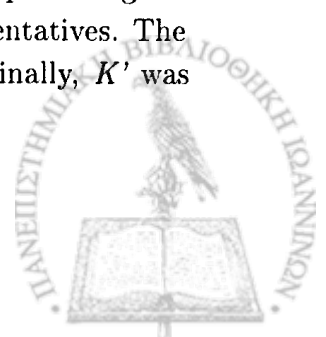 entatives. The
inally, K' was
ΠΑΝΕΠΙΣΤΗΜΙΑΚΗ ΒΙΒΛΙΟΘΗΚΗ ΙΩΑΝΝΙΝΩΝ